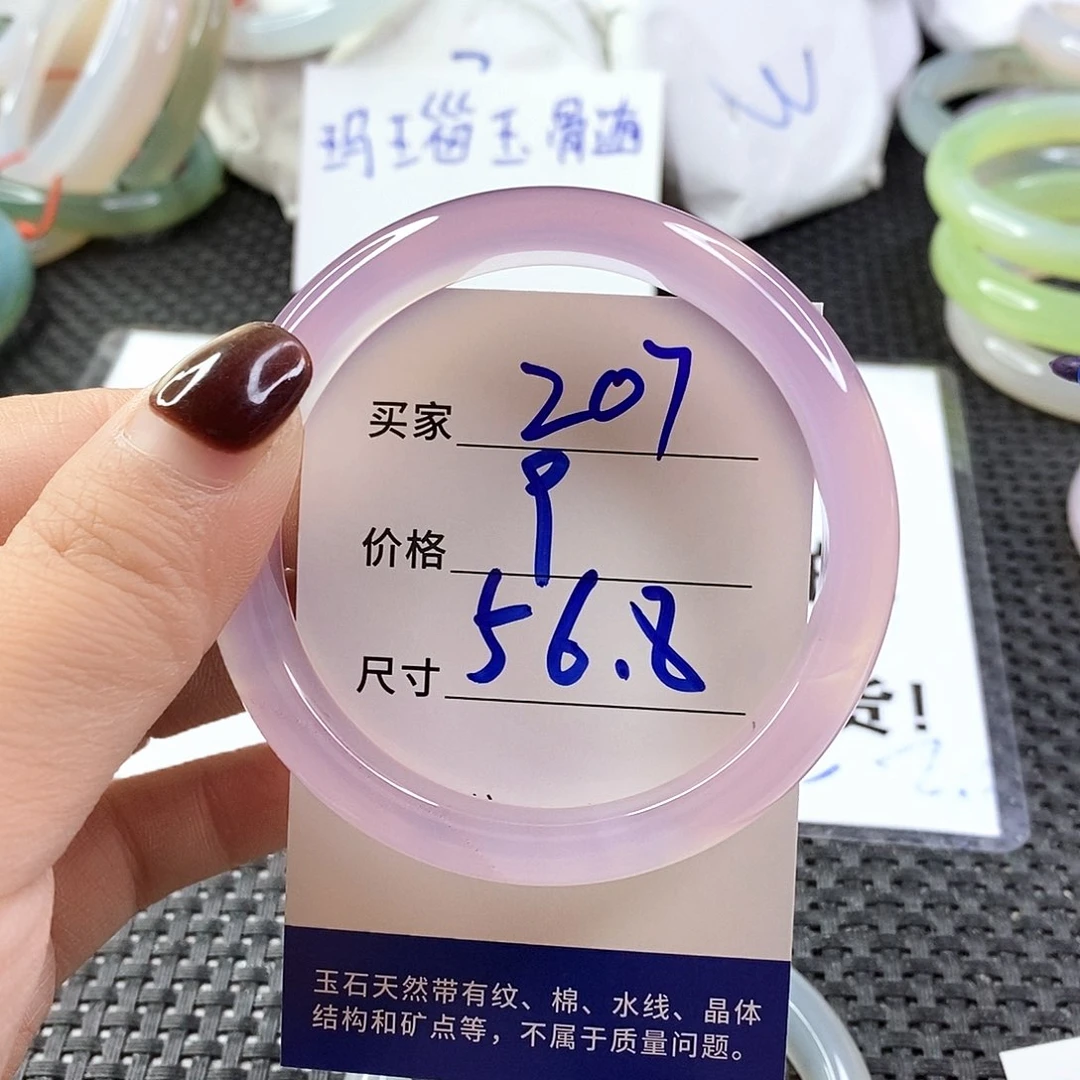 玛瑙玉骨髓
买家 207
价格 9
尺寸 56.8
货!
玉石天然带有纹、棉、水线、晶体
结构和矿点等，不属于质量问题。